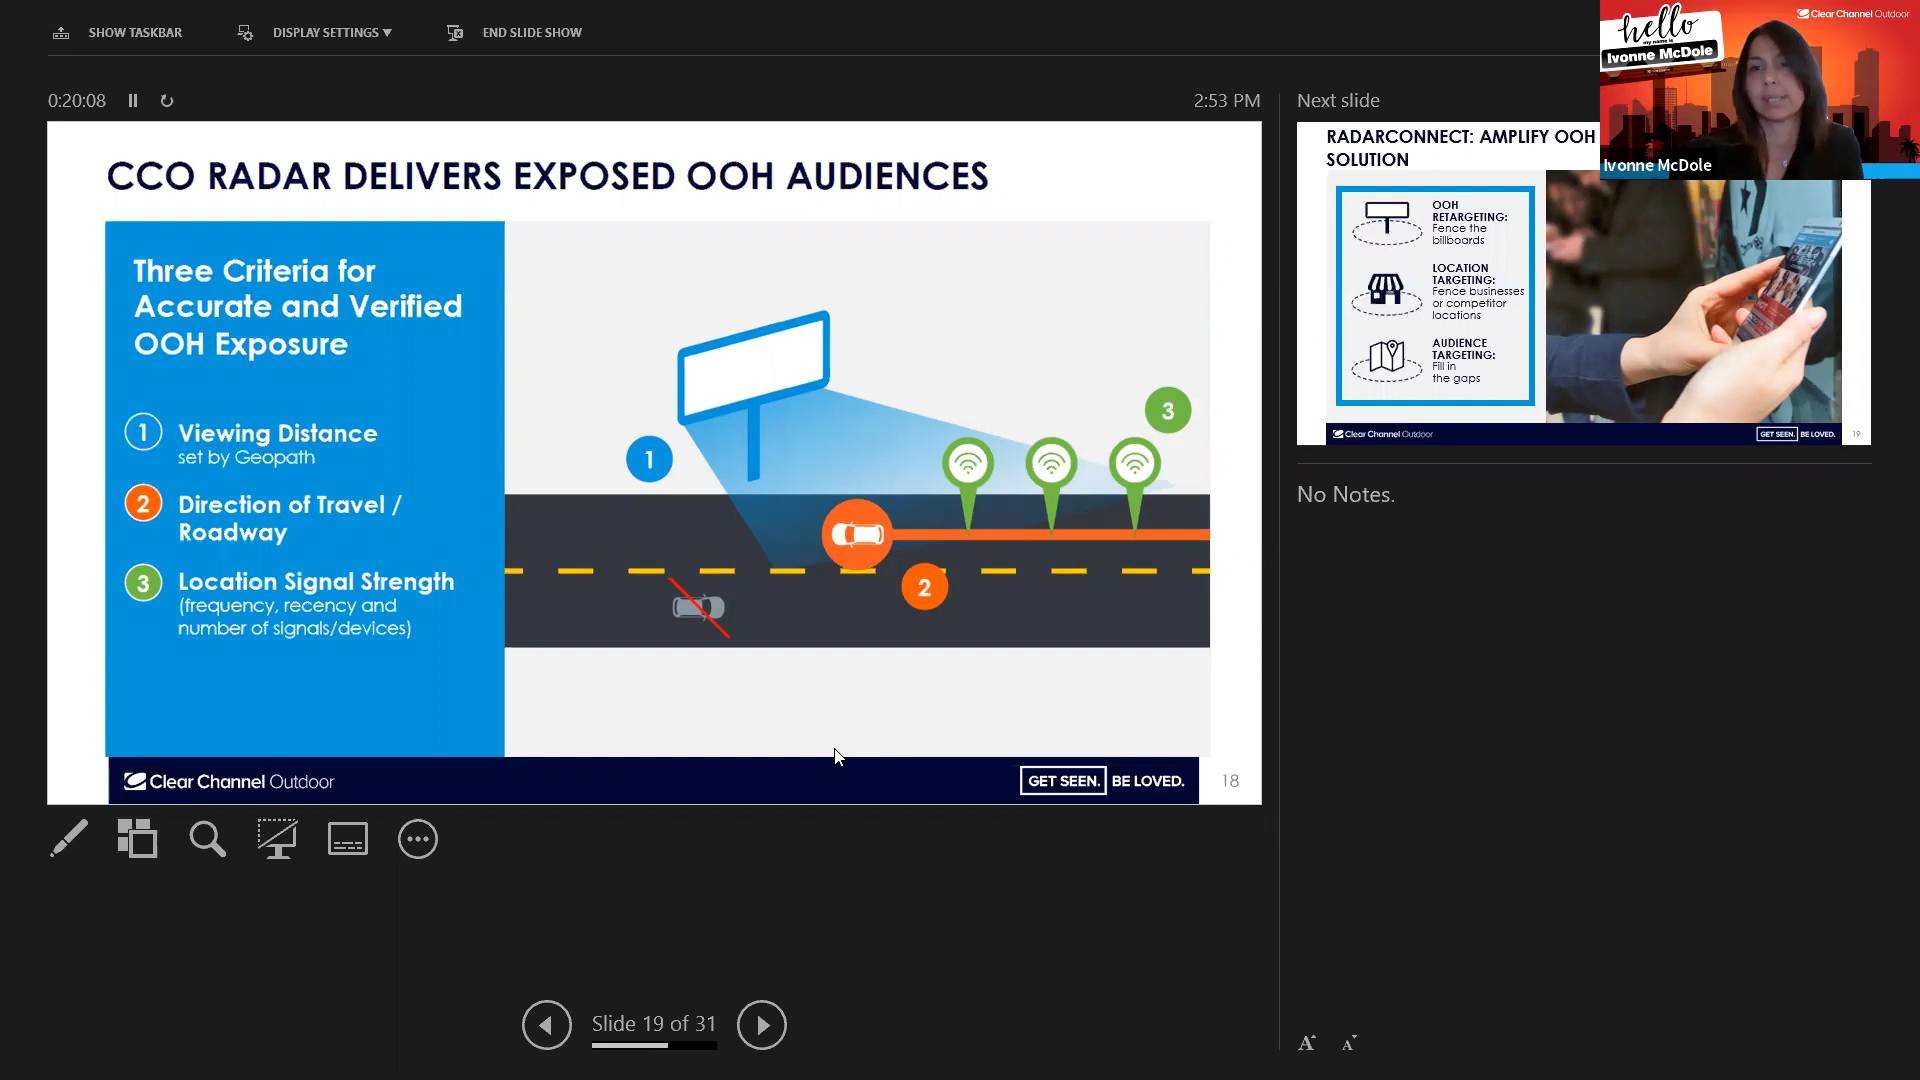 SHOW TASKBAR
DISPLAY SETTINGS ▼
END SLIDE SHOW
0:20:08
2:53 PM
CCO RADAR DELIVERS EXPOSED OOH AUDIENCES
Three Criteria for
Accurate and Verified
OOH Exposure
1 Viewing Distance
set by Geopath
2 Direction of Travel /
Roadway
3 Location Signal Strength
(frequency, recency and
number of signals/devices)
1
2
3
Clear Channel Outdoor
GET SEEN. BE LOVED.
18
Slide 19 of 31
Next slide
RADARCONNECT: AMPLIFY OOH
SOLUTION
OOH
RETARGETING:
Fence the
billboards
LOCATION
TARGETING:
Fence businesses
or competitor
locations
AUDIENCE
TARGETING:
Fill in
the gaps
Clear Channel Outdoor
GET SEEN. BE LOVED.
19
No Notes.
A A
hello
my name is
Ivonne McDole
Clear Channel Outdoor
Ivonne McDole